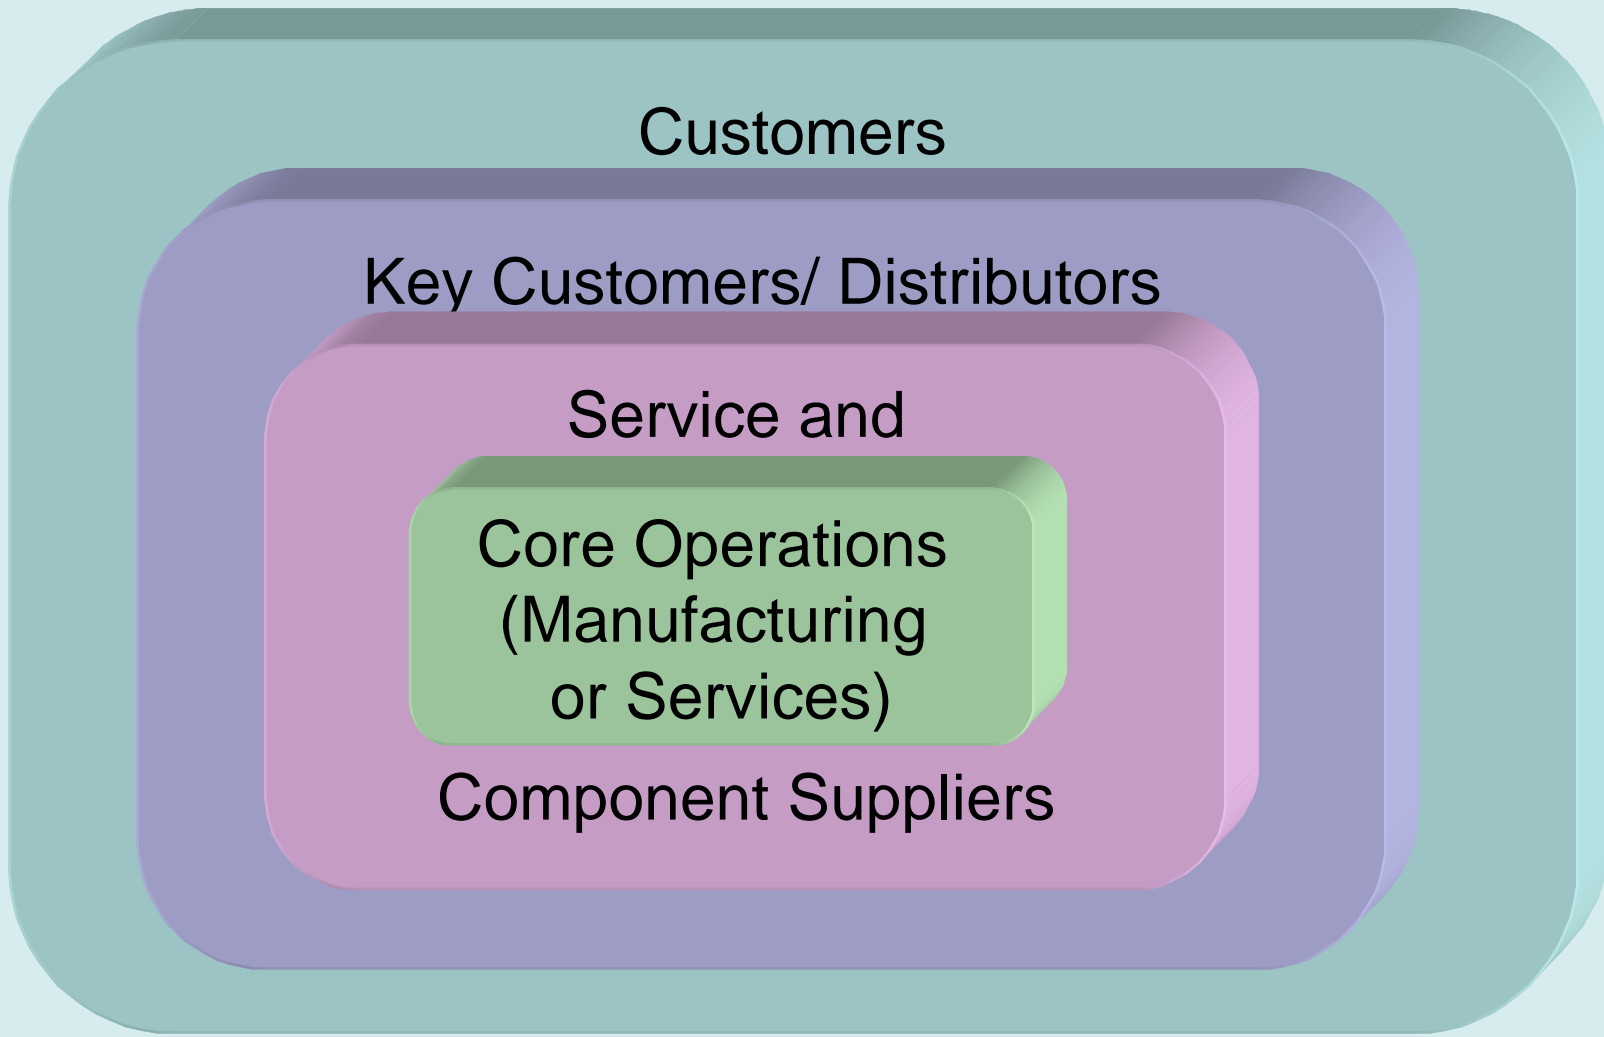 Customers
Key Customers/ Distributors
Service and
Core Operations
(Manufacturing
or Services)
Component Suppliers